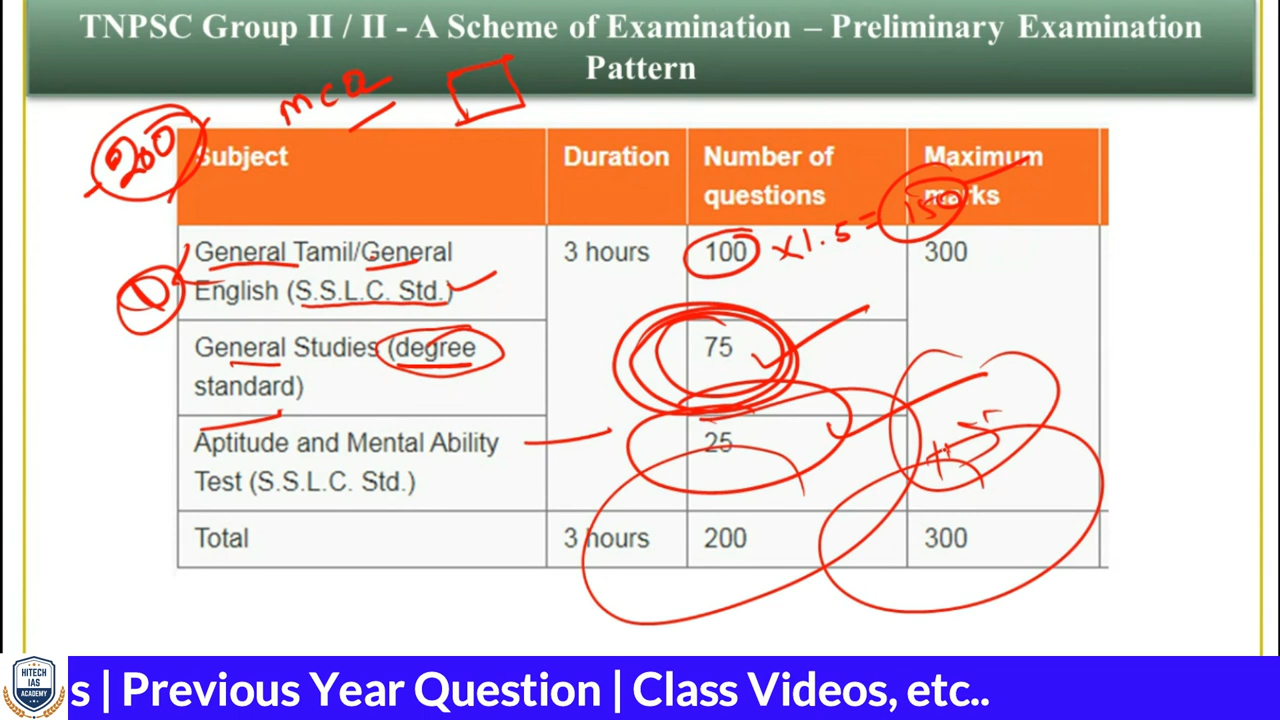 TNPSC Group II / II - A Scheme of Examination – Preliminary Examination
Pattern
MCQ
200
Subject
Duration
Number of
questions
Maximum
marks
General Tamil/General
English (S.S.L.C. Std.)
3 hours
100
×1.5 = 150
300
1
General Studies (degree
standard)
75
Aptitude and Mental Ability
Test (S.S.L.C. Std.)
25
Total
3 hours
200
300
HITECH
IAS
ACADEMY
s | Previous Year Question | Class Videos, etc..